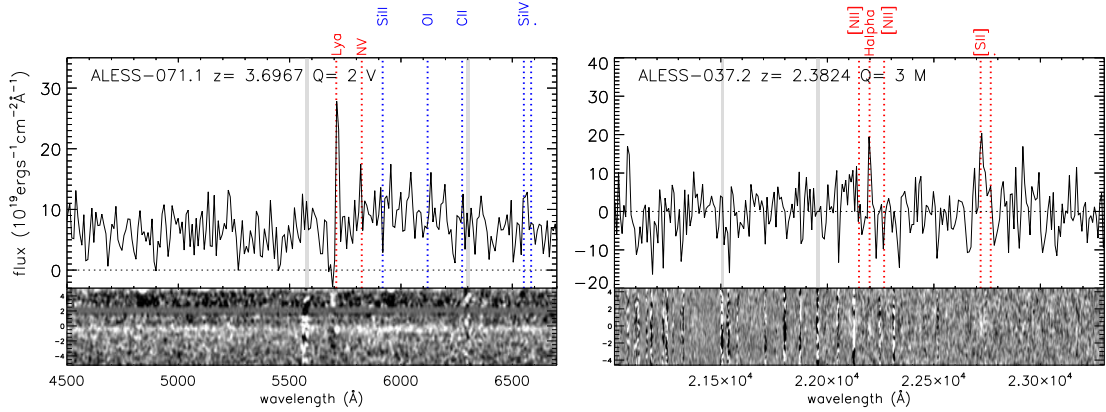 SiII
OI
CII
SiIV
Lya
NV
ALESS-071.1 z= 3.6967 Q= 2 V
flux (10¹⁹ergs⁻¹cm⁻²Å⁻¹)
30
20
10
0
4
2
0
-2
-4
4500 5000 5500 6000 6500
wavelength (Å)
[NII]
Halpha
[NII]
[SII]
ALESS-037.2 z= 2.3824 Q= 3 M
40
30
20
10
0
-10
-20
4
2
0
-2
-4
2.15×10⁴ 2.20×10⁴ 2.25×10⁴ 2.30×10⁴
wavelength (Å)